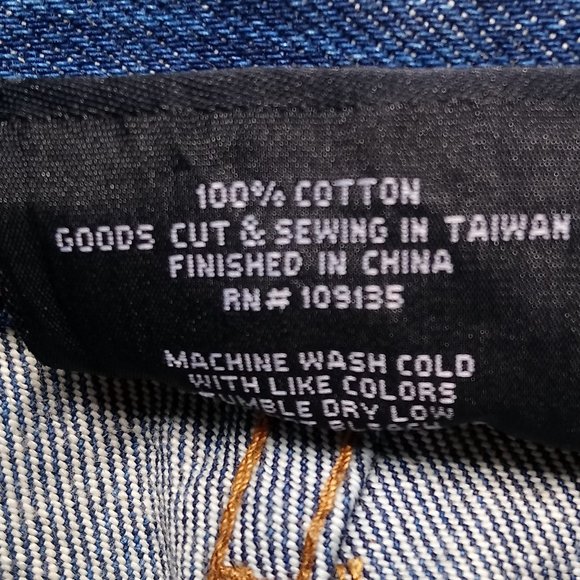 100% COTTON
GOODS CUT & SEWING IN TAIWAN
FINISHED IN CHINA
RN# 109135
MACHINE WASH COLD
WITH LIKE COLORS
TUMBLE DRY LOW
BLEACH